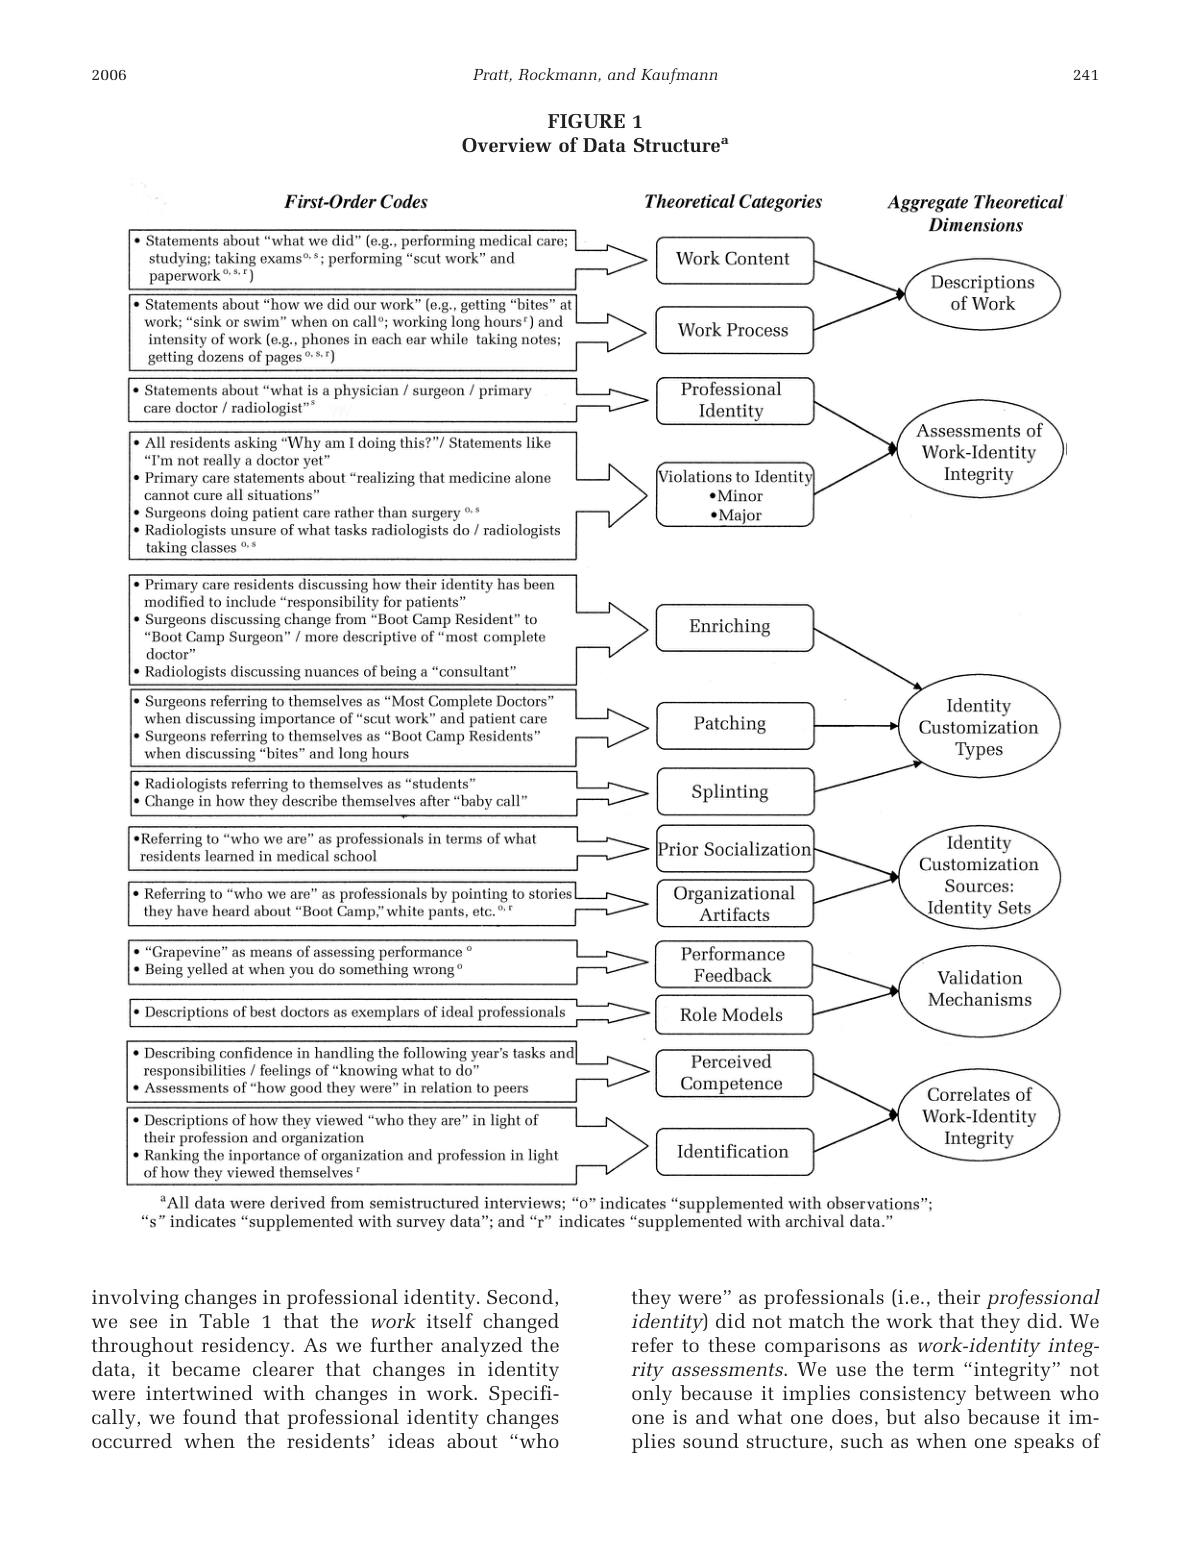 2006
Pratt, Rockmann, and Kaufmann
241
FIGURE 1
Overview of Data Structureᵃ
First-Order Codes
Theoretical Categories
Aggregate Theoretical
Dimensions
• Statements about “what we did” (e.g., performing medical care;
studying; taking examsᵒ,ˢ; performing “scut work” and
paperworkᵒ,ˢ,ʳ)
Work Content
Descriptions
of Work
• Statements about “how we did our work” (e.g., getting “bites” at
work; “sink or swim” when on callᵒ; working long hoursʳ) and
intensity of work (e.g., phones in each ear while taking notes;
getting dozens of pagesᵒ,ˢ,ʳ)
Work Process
• Statements about “what is a physician / surgeon / primary
care doctor / radiologist”ˢ
Professional
Identity
Assessments of
Work-Identity
Integrity
• All residents asking “Why am I doing this?”/ Statements like
“I’m not really a doctor yet”
• Primary care statements about “realizing that medicine alone
cannot cure all situations”
• Surgeons doing patient care rather than surgery ᵒ,ˢ
• Radiologists unsure of what tasks radiologists do / radiologists
taking classes ᵒ,ˢ
Violations to Identity
•Minor
•Major
• Primary care residents discussing how their identity has been
modified to include “responsibility for patients”
• Surgeons discussing change from “Boot Camp Resident” to
“Boot Camp Surgeon” / more descriptive of “most complete
doctor”
• Radiologists discussing nuances of being a “consultant”
Enriching
Identity
Customization
Types
• Surgeons referring to themselves as “Most Complete Doctors”
when discussing importance of “scut work” and patient care
• Surgeons referring to themselves as “Boot Camp Residents”
when discussing “bites” and long hours
Patching
• Radiologists referring to themselves as “students”
• Change in how they describe themselves after “baby call”
Splinting
•Referring to “who we are” as professionals in terms of what
residents learned in medical school
Prior Socialization
Identity
Customization
Sources:
Identity Sets
• Referring to “who we are” as professionals by pointing to stories
they have heard about “Boot Camp,” white pants, etc.ᵒ,ʳ
Organizational
Artifacts
• “Grapevine” as means of assessing performance ᵒ
• Being yelled at when you do something wrongᵒ
Performance
Feedback
Validation
Mechanisms
• Descriptions of best doctors as exemplars of ideal professionals
Role Models
• Describing confidence in handling the following year’s tasks and
responsibilities / feelings of “knowing what to do”
• Assessments of “how good they were” in relation to peers
Perceived
Competence
Correlates of
Work-Identity
Integrity
• Descriptions of how they viewed “who they are” in light of
their profession and organization
• Ranking the inportance of organization and profession in light
of how they viewed themselves ʳ
Identification
ᵃAll data were derived from semistructured interviews; “o” indicates “supplemented with observations”;
“s” indicates “supplemented with survey data”; and “r” indicates “supplemented with archival data.”
involving changes in professional identity. Second,
we see in Table 1 that the work itself changed
throughout residency. As we further analyzed the
data, it became clearer that changes in identity
were intertwined with changes in work. Specifi-
cally, we found that professional identity changes
occurred when the residents’ ideas about “who
they were” as professionals (i.e., their professional
identity) did not match the work that they did. We
refer to these comparisons as work-identity integ-
rity assessments. We use the term “integrity” not
only because it implies consistency between who
one is and what one does, but also because it im-
plies sound structure, such as when one speaks of